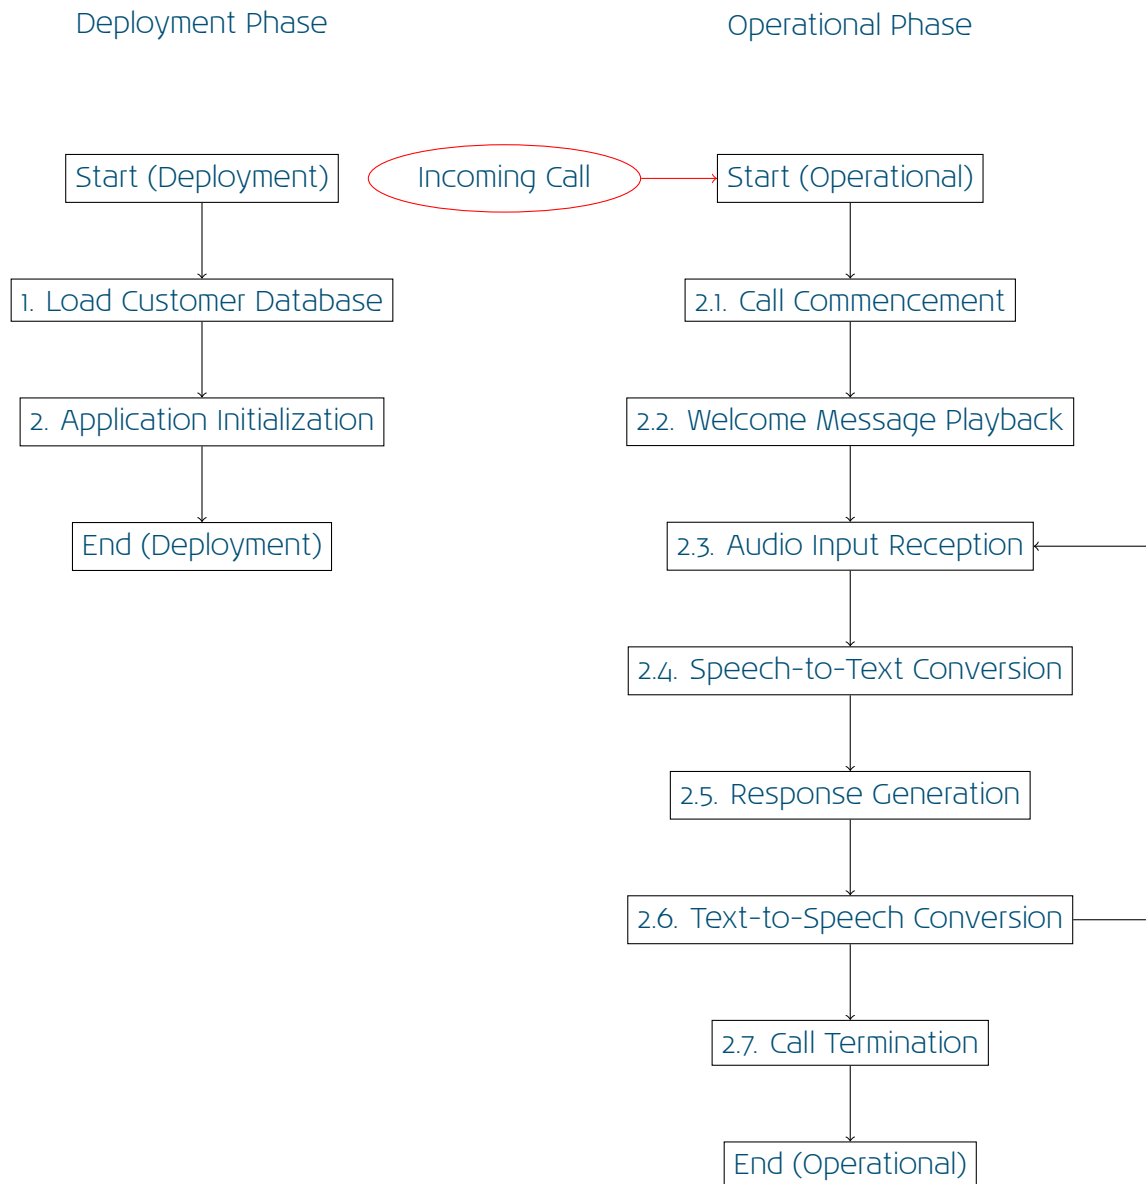 Deployment Phase
Operational Phase
Start (Deployment)
Incoming Call
Start (Operational)
1. Load Customer Database
2.1. Call Commencement
2. Application Initialization
2.2. Welcome Message Playback
End (Deployment)
2.3. Audio Input Reception
2.4. Speech-to-Text Conversion
2.5. Response Generation
2.6. Text-to-Speech Conversion
2.7. Call Termination
End (Operational)